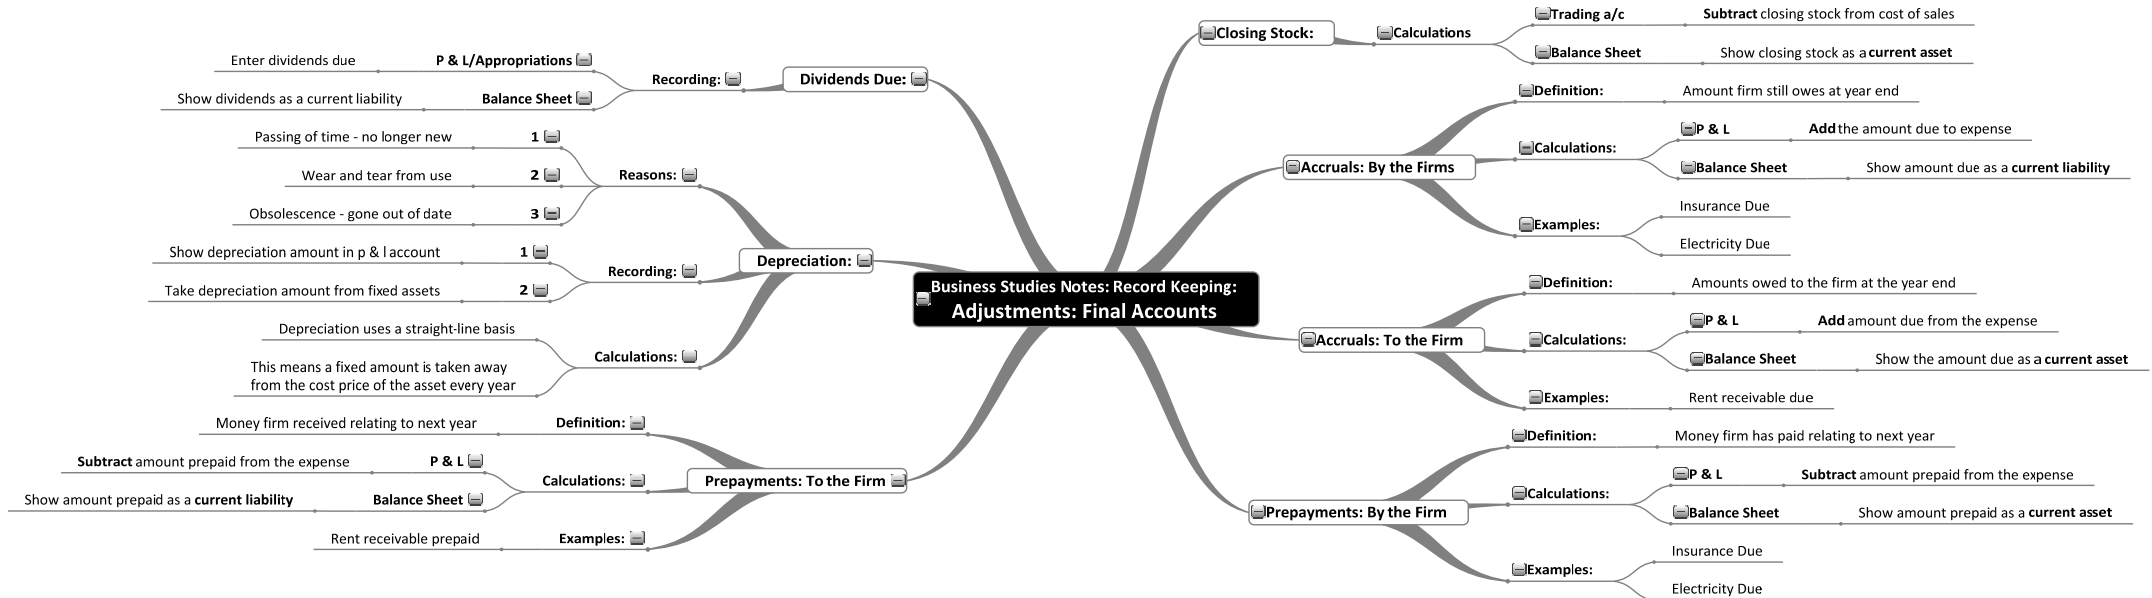 Business Studies Notes: Record Keeping:
Adjustments: Final Accounts
Closing Stock:
Calculations
Trading a/c
Subtract closing stock from cost of sales
Balance Sheet
Show closing stock as a current asset
Accruals: By the Firms
Definition:
Amount firm still owes at year end
Calculations:
P & L
Add the amount due to expense
Balance Sheet
Show amount due as a current liability
Examples:
Insurance Due
Electricity Due
Accruals: To the Firm
Definition:
Amounts owed to the firm at the year end
Calculations:
P & L
Add amount due from the expense
Balance Sheet
Show the amount due as a current asset
Examples:
Rent receivable due
Prepayments: By the Firm
Definition:
Money firm has paid relating to next year
Calculations:
P & L
Subtract amount prepaid from the expense
Balance Sheet
Show amount prepaid as a current asset
Examples:
Insurance Due
Electricity Due
Dividends Due:
Recording:
P & L/Appropriations
Enter dividends due
Balance Sheet
Show dividends as a current liability
Depreciation:
Reasons:
1
Passing of time - no longer new
2
Wear and tear from use
3
Obsolescence - gone out of date
Recording:
1
Show depreciation amount in p & l account
2
Take depreciation amount from fixed assets
Calculations:
Depreciation uses a straight-line basis
This means a fixed amount is taken away
from the cost price of the asset every year
Prepayments: To the Firm
Definition:
Money firm received relating to next year
Calculations:
P & L
Subtract amount prepaid from the expense
Balance Sheet
Show amount prepaid as a current liability
Examples:
Rent receivable prepaid